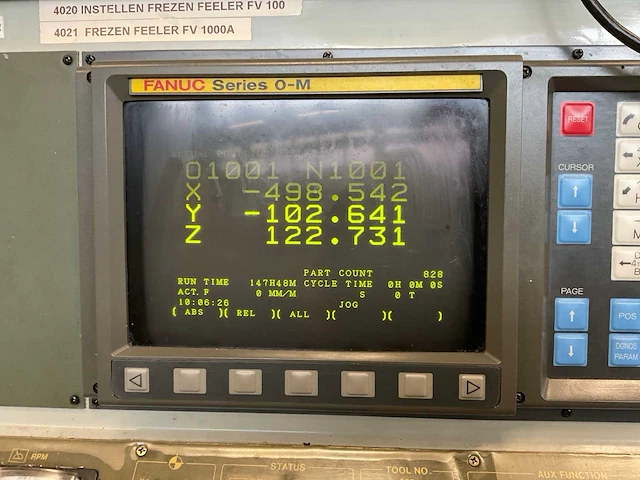 4020 INSTELLEN FREZEN FEELER FV 100
4021 FREZEN FEELER FV 1000A
FANUC Series O-M
O1001 N1001
X -498.542
Y -102.641
Z 122.731
PART COUNT 828
RUN TIME 147H48M CYCLE TIME 0H 0M 0S
ACT.F 0 MM/M S 0 T
10:06:26 JOG
( ABS )( REL )( ALL )( )( )
RESET
CURSOR
PAGE
POS
DGNOS
PARAM
RPM
STATUS
TOOL NO.
AUX FUNCTION